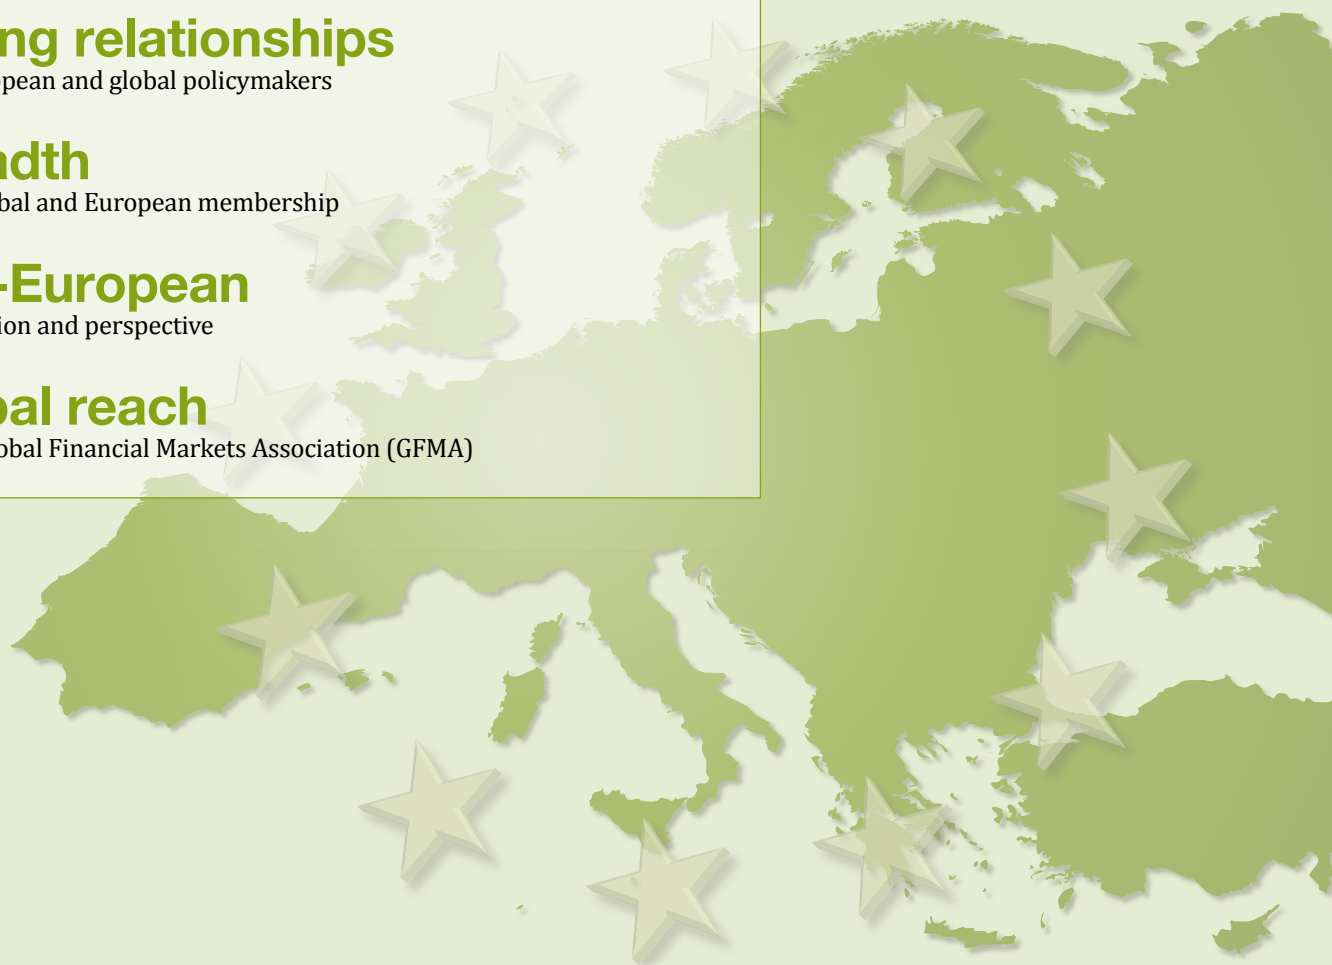 ng relationships
pean and global policymakers
adth
bal and European membership
-European
ion and perspective
bal reach
obal Financial Markets Association (GFMA)